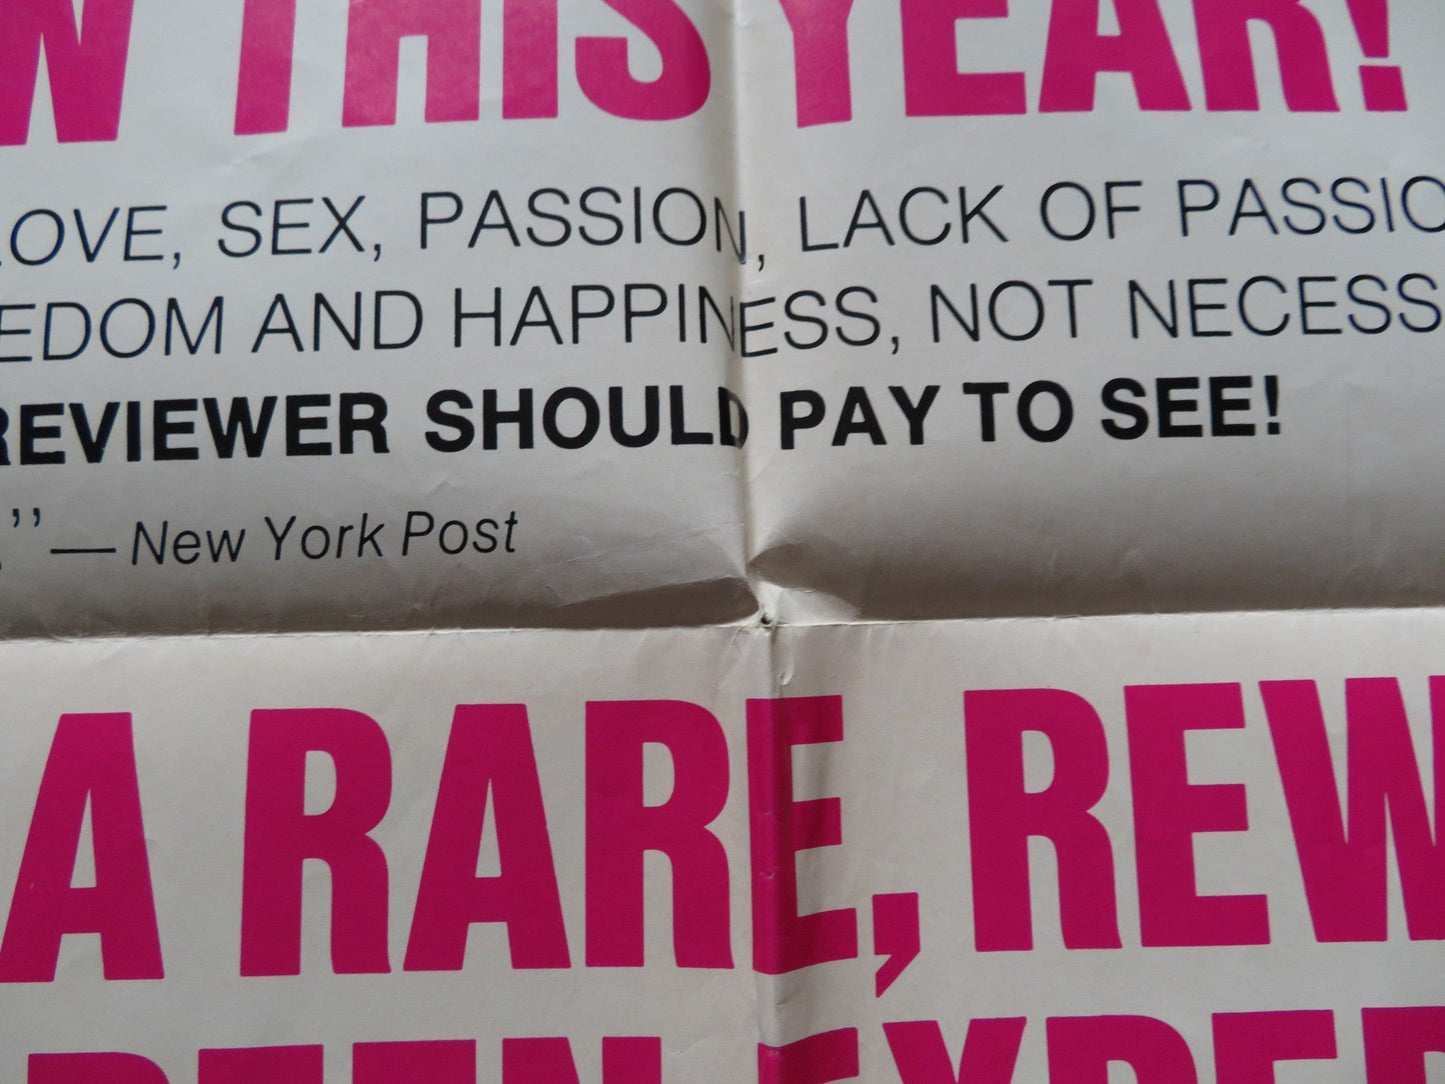 THIS YEAR!
LOVE, SEX, PASSION, LACK OF PASSIO
EDOM AND HAPPINESS, NOT NECESS
REVIEWER SHOULD PAY TO SEE!
.”— New York Post
A RARE, REW